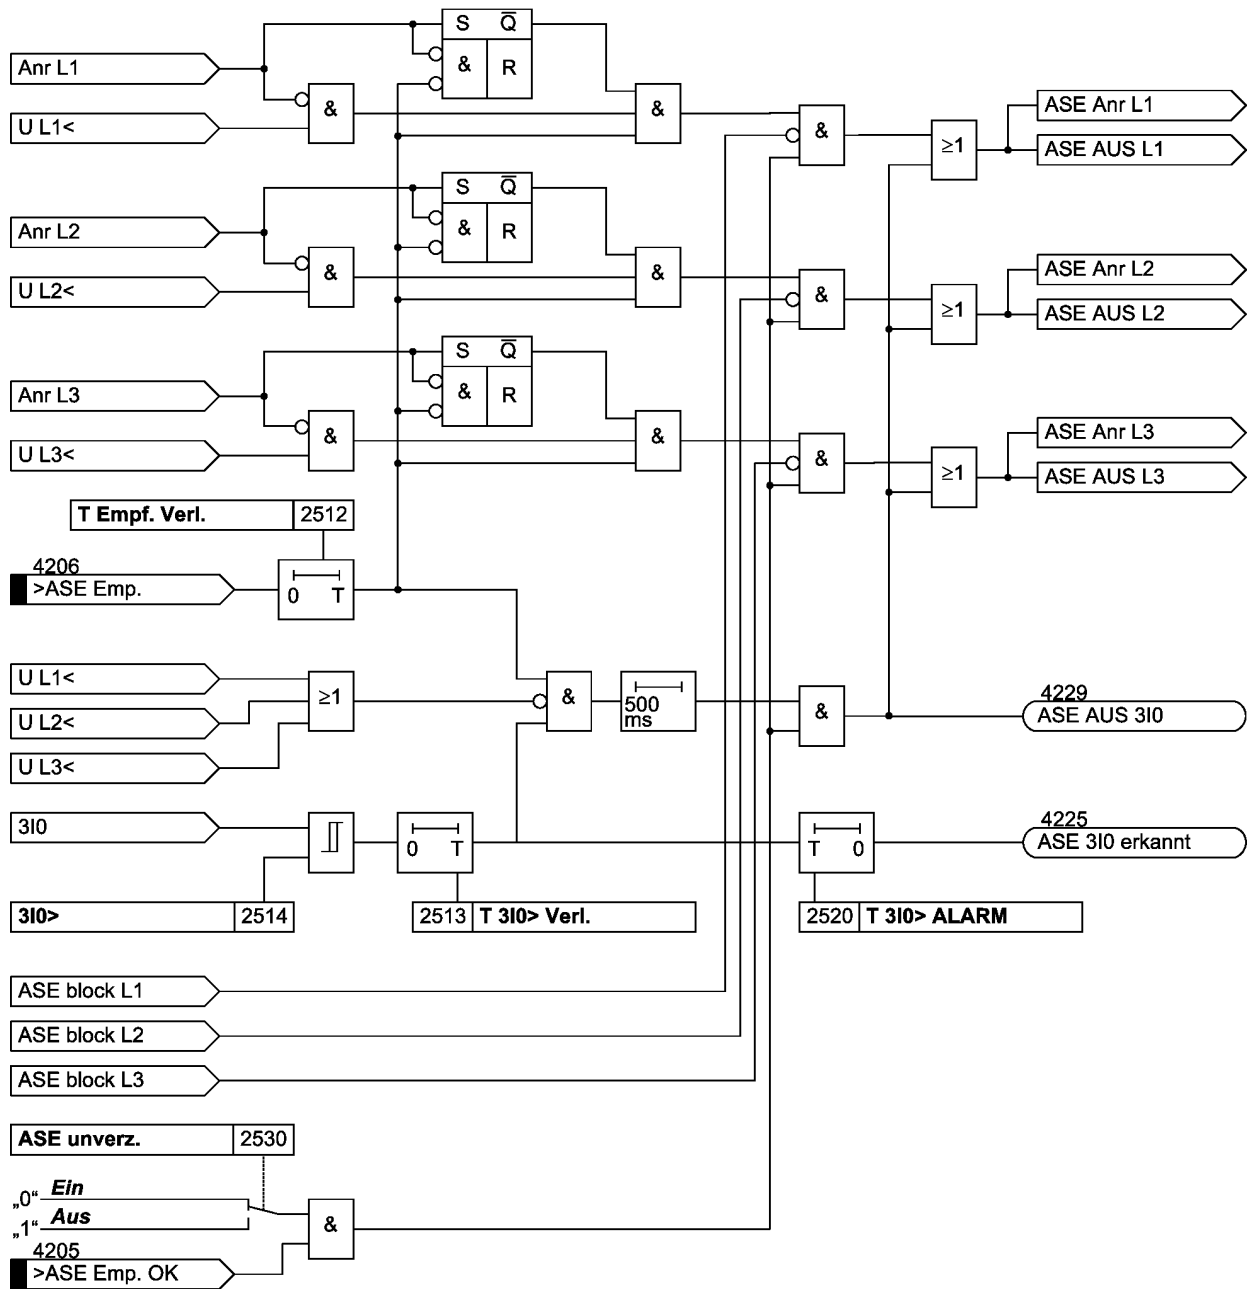 S Q̅
Anr L1
& R
&
&
U L1<
&
≥1
ASE Anr L1
ASE AUS L1
S Q̅
Anr L2
& R
&
&
U L2<
&
≥1
ASE Anr L2
ASE AUS L2
S Q̅
Anr L3
& R
&
&
U L3<
&
≥1
ASE Anr L3
ASE AUS L3
T Empf. Verl. 2512
4206
>ASE Emp.
0 T
U L1<
U L2<
U L3<
≥1
&
500
ms
&
4229
ASE AUS 3I0
3I0
0 T
T 0
4225
ASE 3I0 erkannt
3I0> 2514
2513 T 3I0> Verl.
2520 T 3I0> ALARM
ASE block L1
ASE block L2
ASE block L3
ASE unverz. 2530
„0“ Ein
„1“ Aus
&
4205
>ASE Emp. OK